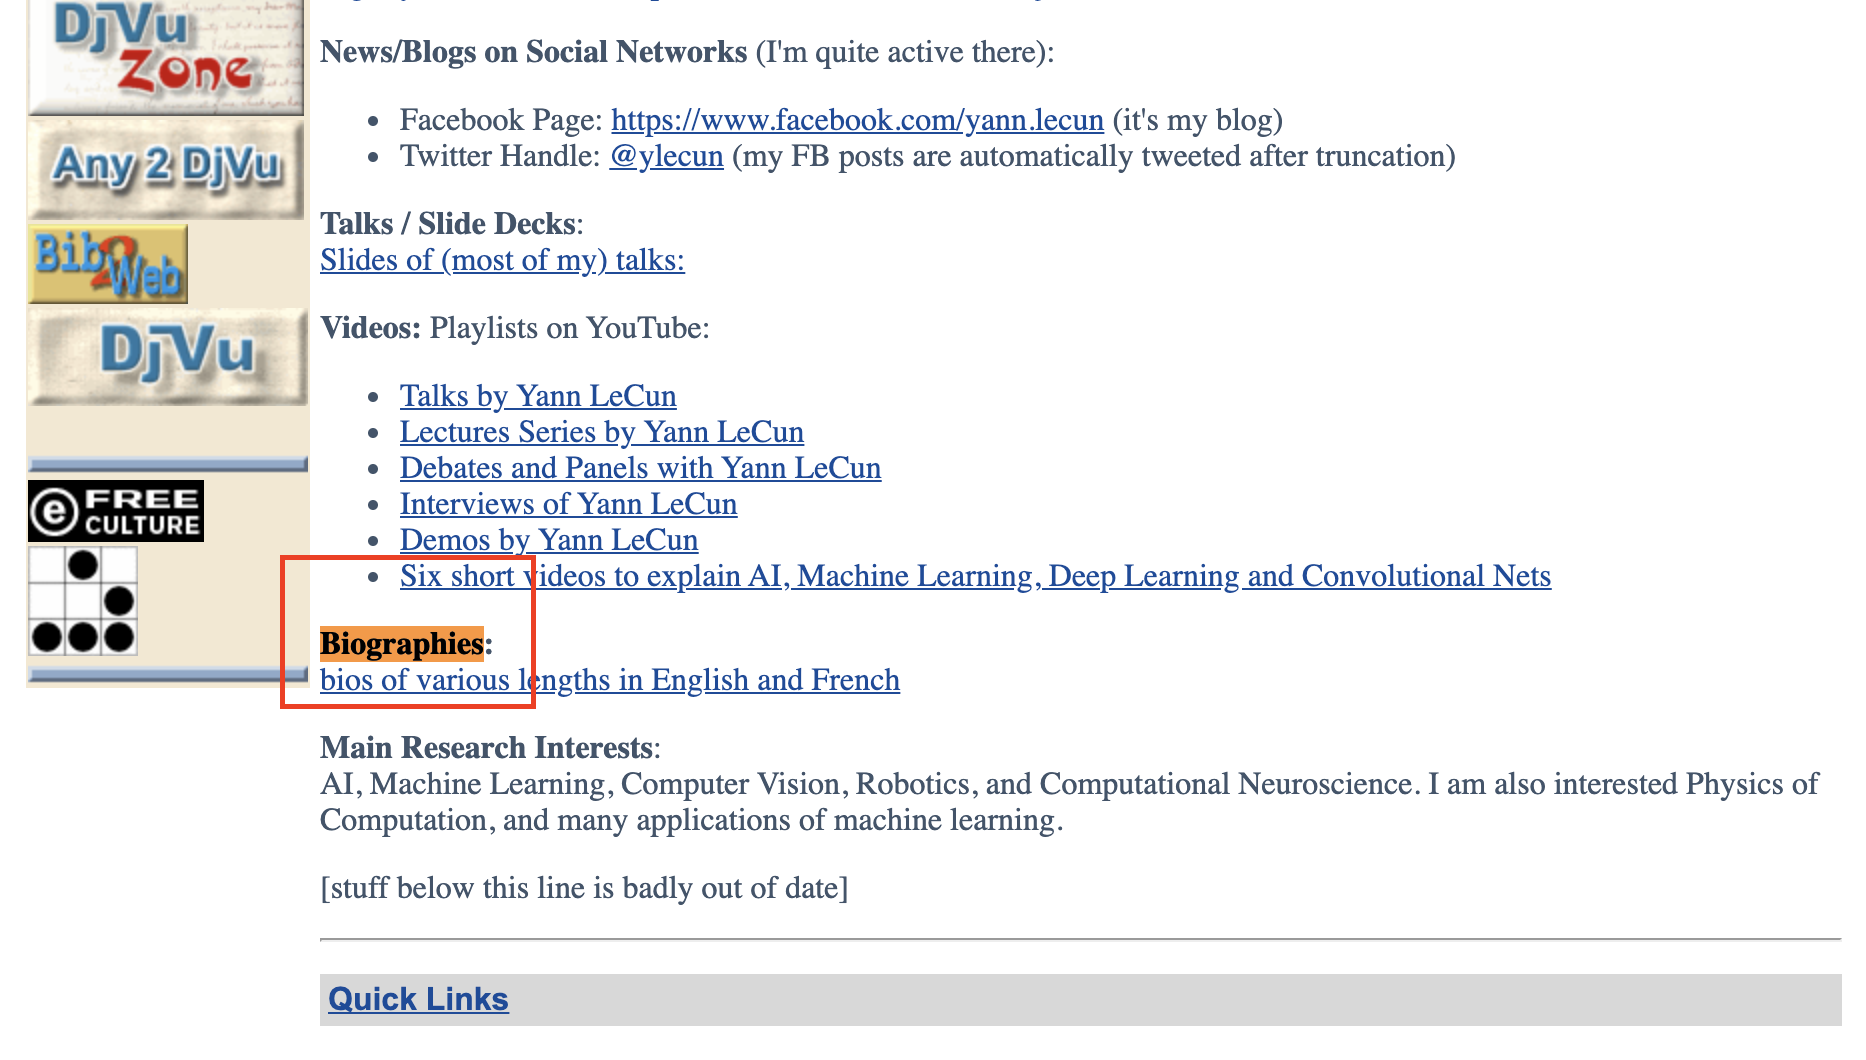 DjVu
Zone
Any 2 DjVu
Bib2Web
DjVu
FREE
CULTURE
News/Blogs on Social Networks (I'm quite active there):
Facebook Page: https://www.facebook.com/yann.lecun (it's my blog)
Twitter Handle: @ylecun (my FB posts are automatically tweeted after truncation)
Talks / Slide Decks:
Slides of (most of my) talks:
Videos: Playlists on YouTube:
Talks by Yann LeCun
Lectures Series by Yann LeCun
Debates and Panels with Yann LeCun
Interviews of Yann LeCun
Demos by Yann LeCun
Six short videos to explain AI, Machine Learning, Deep Learning and Convolutional Nets
Biographies:
bios of various lengths in English and French
Main Research Interests:
AI, Machine Learning, Computer Vision, Robotics, and Computational Neuroscience. I am also interested Physics of
Computation, and many applications of machine learning.
[stuff below this line is badly out of date]
Quick Links